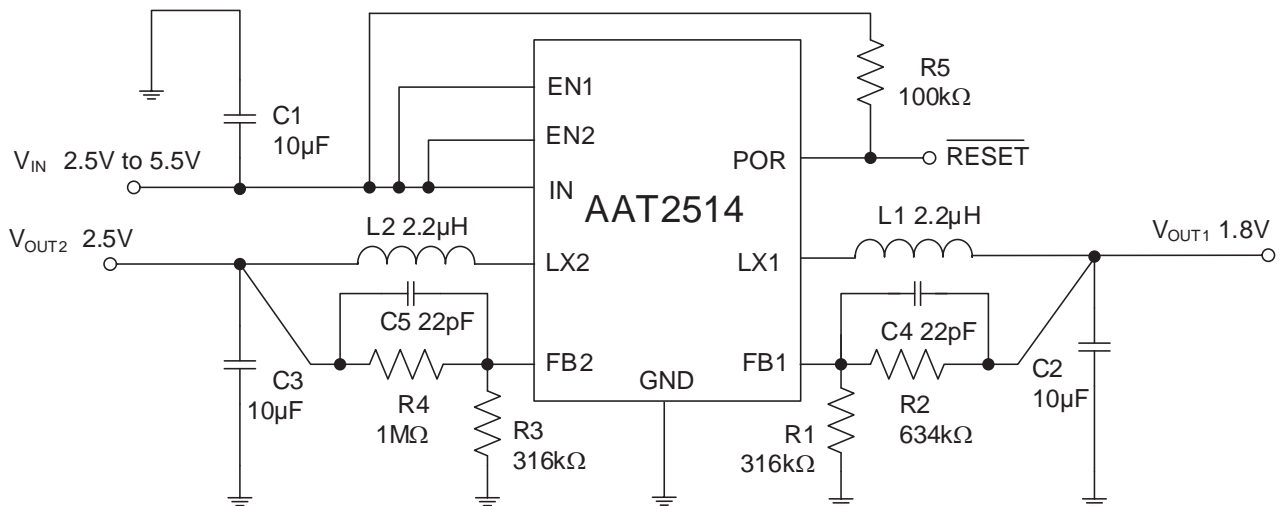 EN1
R5
100kΩ
C1
10µF
EN2
V_IN 2.5V to 5.5V
POR
RESET
IN
AAT2514
L2 2.2µH
L1 2.2µH
V_OUT2 2.5V
V_OUT1 1.8V
LX2
LX1
C5 22pF
C4 22pF
FB2
FB1
C3
10µF
GND
C2
10µF
R4
1MΩ
R3
316kΩ
R1
316kΩ
R2
634kΩ